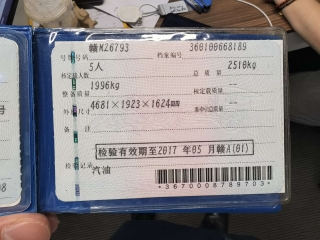 号牌号码 赣M26793 档案编号 360100668189
核定载人数 5人 总质量 2510kg
整备质量 1996kg 核定载质量 --
外廓尺寸 4681×1923×1624mm 准牵引总质量 --
备注
检验有效期至2017年05月赣A(01)
检验记录
汽油
*3670008789703*